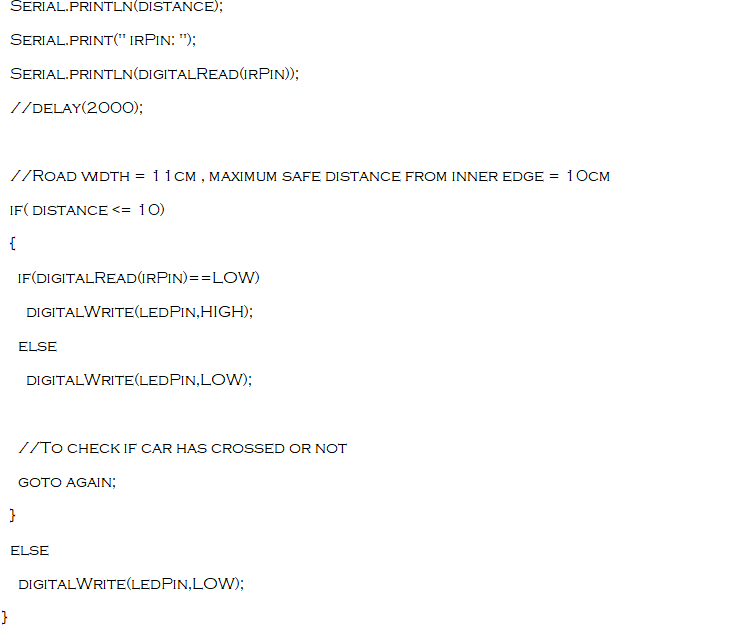 Serial.println(distance);
Serial.print(" irPin: ");
Serial.println(digitalRead(irPin));
//delay(2000);
//Road width = 11cm , maximum safe distance from inner edge = 10cm
if( distance <= 10)
{
if(digitalRead(irPin)==LOW)
digitalWrite(ledPin,HIGH);
else
digitalWrite(ledPin,LOW);
//To check if car has crossed or not
goto again;
}
else
digitalWrite(ledPin,LOW);
}